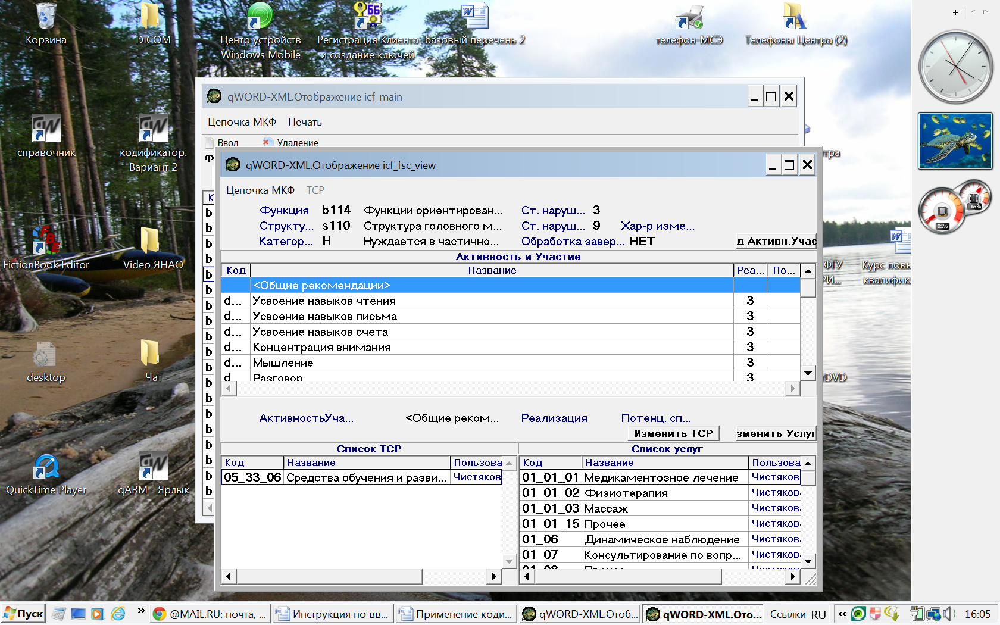 Корзина
DICOM
Центр устройств
Windows Mobile
Регистрация Клиента
и создание ключей
ББ
базовый перечень 2
телефон-МСЭ
Телефоны Центра (2)
справочник
кодификатор.
Вариант 2
FictionBook Editor
Video ЯНАО
desktop
Чат
QuickTime Player
qARM - Ярлык
qWORD-XML.Отображение icf_main
Цепочка МКФ Печать
Ввод Удаление
qWORD-XML.Отображение icf_fsc_view
Цепочка МКФ ТСР
Функция b114 Функции ориентирован... Ст. наруш... 3
Структу... s110 Структура головного м... Ст. наруш... 9 Хар-р изме...
Категор... H Нуждается в частично... Обработка завер... НЕТ
д Активн.Учас
Активность и Участие
Код Название Реа... По...
<Общие рекомендации>
d... Усвоение навыков чтения 3
d... Усвоение навыков письма 3
d... Усвоение навыков счета 3
d... Концентрация внимания 3
d... Мышление 3
d Разговор 3
АктивностьУча... <Общие реком... Реализация Потенц. сп...
Изменить ТСР зменить Услуг
Список ТСР
Код Название Пользова
05_33_06 Средства обучения и разви... Чистяков
Список услуг
Код Название Пользова
01_01_01 Медикаментозное лечение Чистяков
01_01_02 Физиотерапия Чистякова
01_01_03 Массаж Чистякова
01_01_15 Прочее Чистякова
01_06 Динамическое наблюдение Чистякова
01_07 Консультирование по вопр... Чистякова
тра
ФГУ
РИ...
Курс повы
квалифик
DVD
65%
01%
Пуск
@MAIL.RU: почта, ...
Инструкция по вв...
Применение коди...
qWORD-XML.Отоб...
qWORD-XML.Ото...
Ссылки RU
16:05